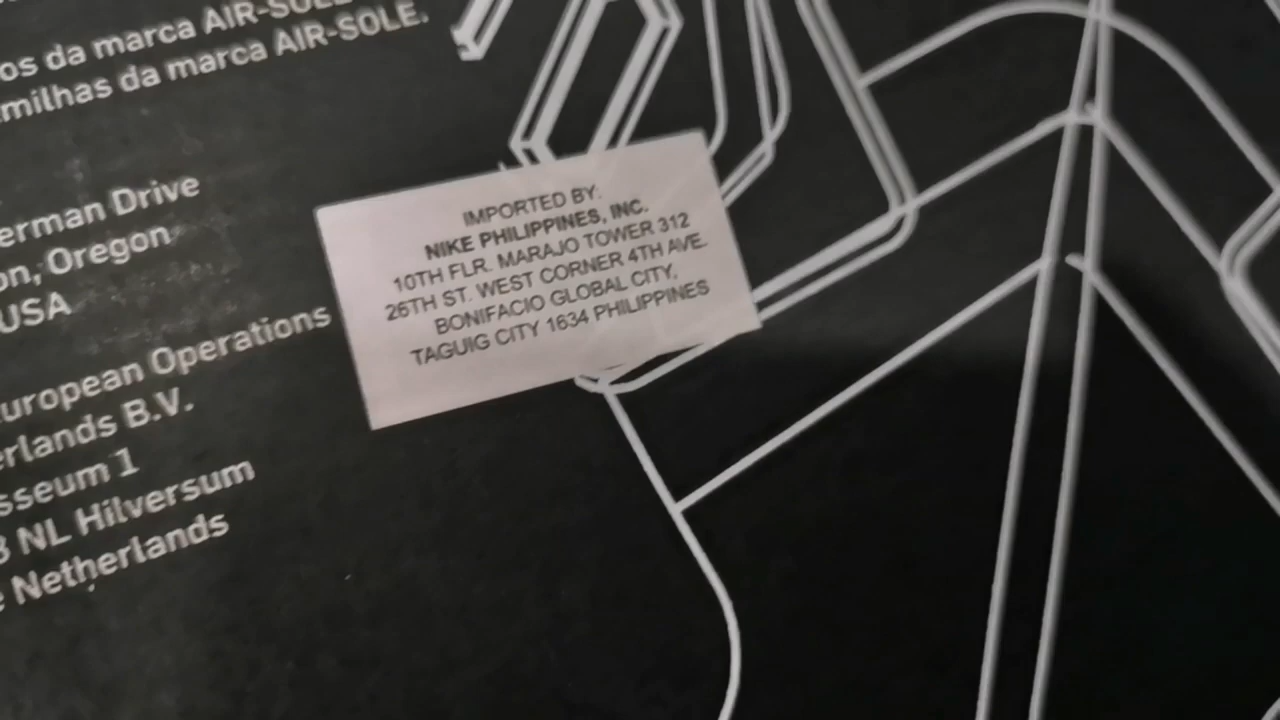 os da marca AIR-SOLE
milhas da marca AIR-SOLE.
erman Drive
on, Oregon
USA
uropean Operations
erlands B.V.
sseum 1
NL Hilversum
Netherlands
IMPORTED BY:
NIKE PHILIPPINES, INC.
10TH FLR. MARAJO TOWER 312
26TH ST. WEST CORNER 4TH AVE.
BONIFACIO GLOBAL CITY,
TAGUIG CITY 1634 PHILIPPINES